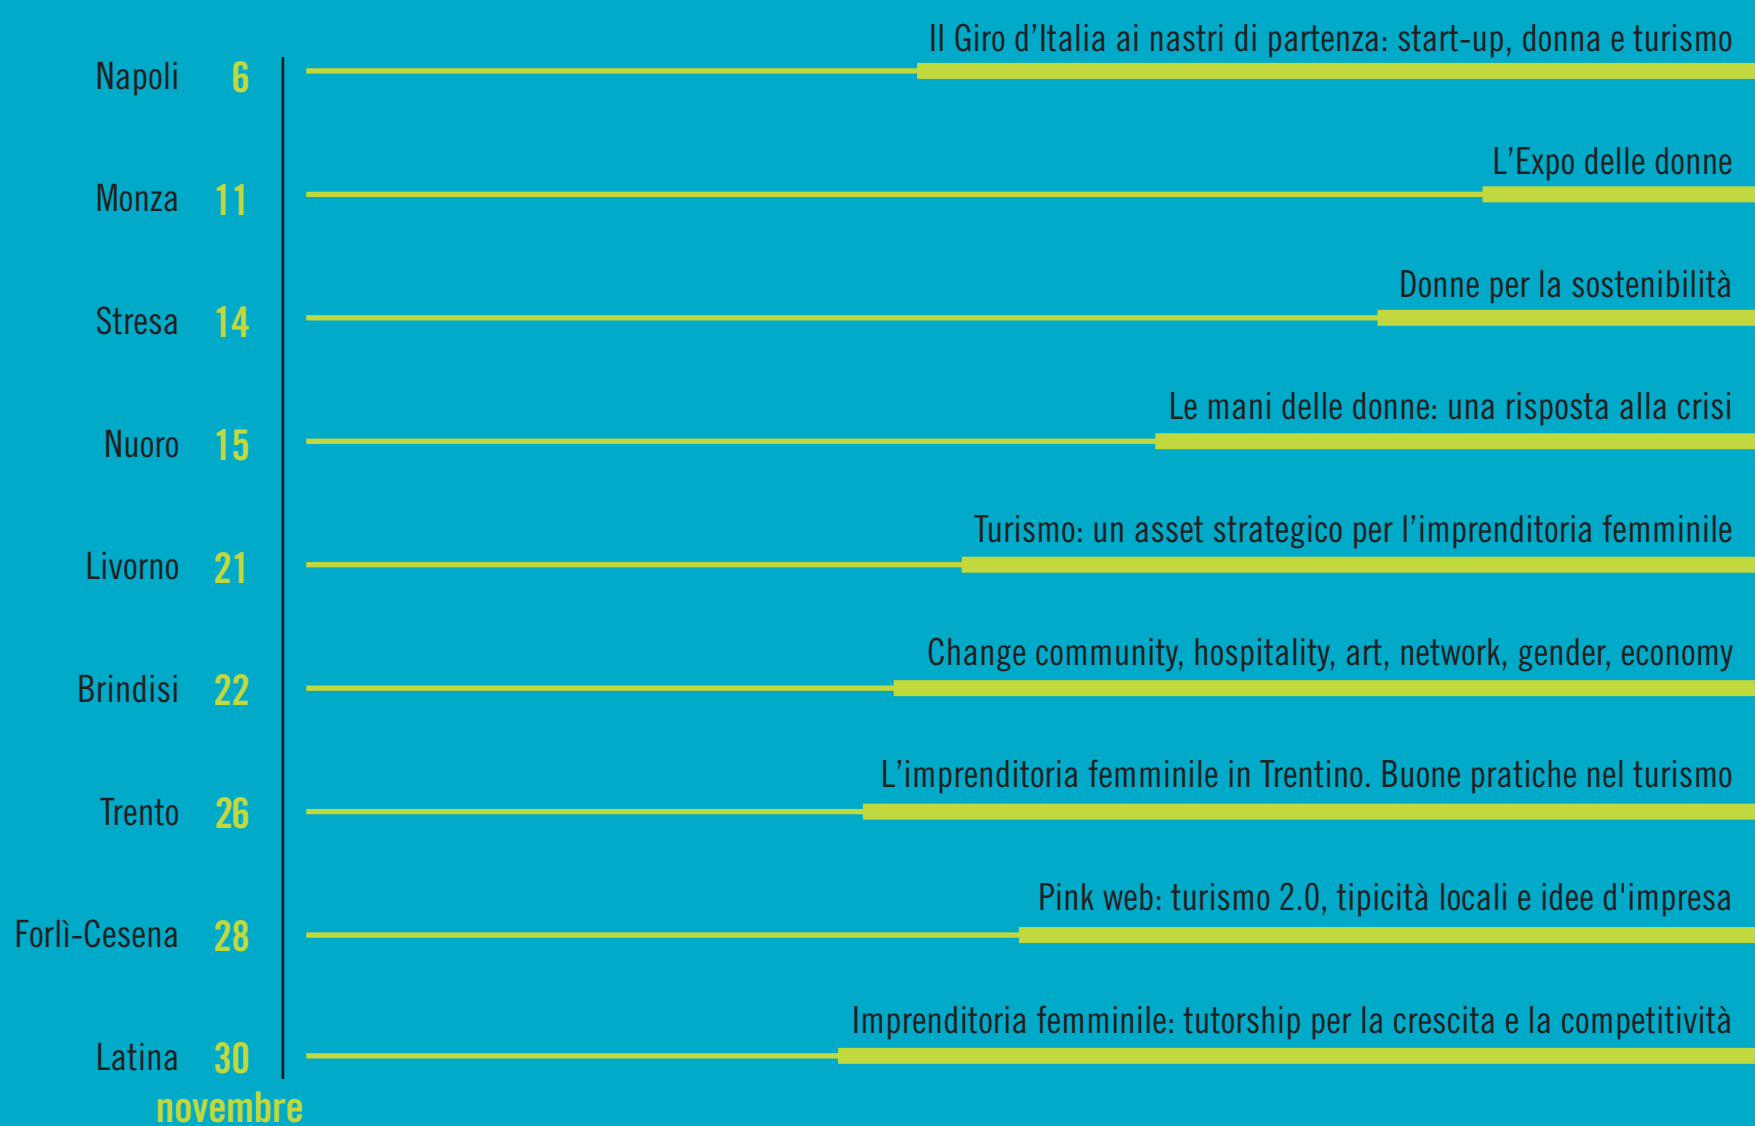 Il Giro d’Italia ai nastri di partenza: start-up, donna e turismo
Napoli 6
L’Expo delle donne
Monza 11
Donne per la sostenibilità
Stresa 14
Le mani delle donne: una risposta alla crisi
Nuoro 15
Turismo: un asset strategico per l’imprenditoria femminile
Livorno 21
Change community, hospitality, art, network, gender, economy
Brindisi 22
L’imprenditoria femminile in Trentino. Buone pratiche nel turismo
Trento 26
Pink web: turismo 2.0, tipicità locali e idee d'impresa
Forlì-Cesena 28
Imprenditoria femminile: tutorship per la crescita e la competitività
Latina 30
novembre